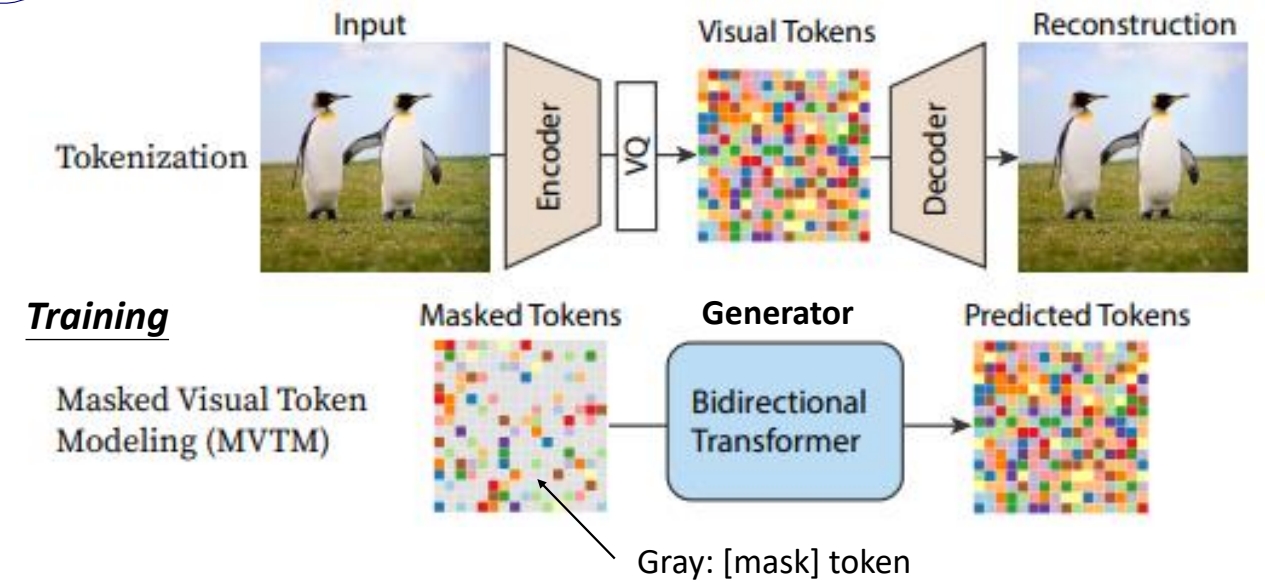 Input
Visual Tokens
Reconstruction
Tokenization
Encoder
VQ
Decoder
Training
Masked Tokens
Generator
Predicted Tokens
Masked Visual Token
Modeling (MVTM)
Bidirectional
Transformer
Gray: [mask] token